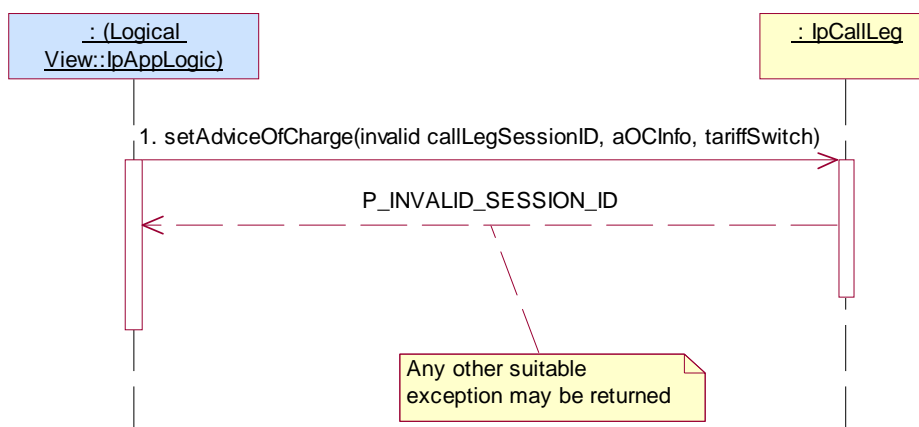 : (Logical
View::IpAppLogic)
: IpCallLeg
1. setAdviceOfCharge(invalid callLegSessionID, aOCInfo, tariffSwitch)
P_INVALID_SESSION_ID
Any other suitable
exception may be returned